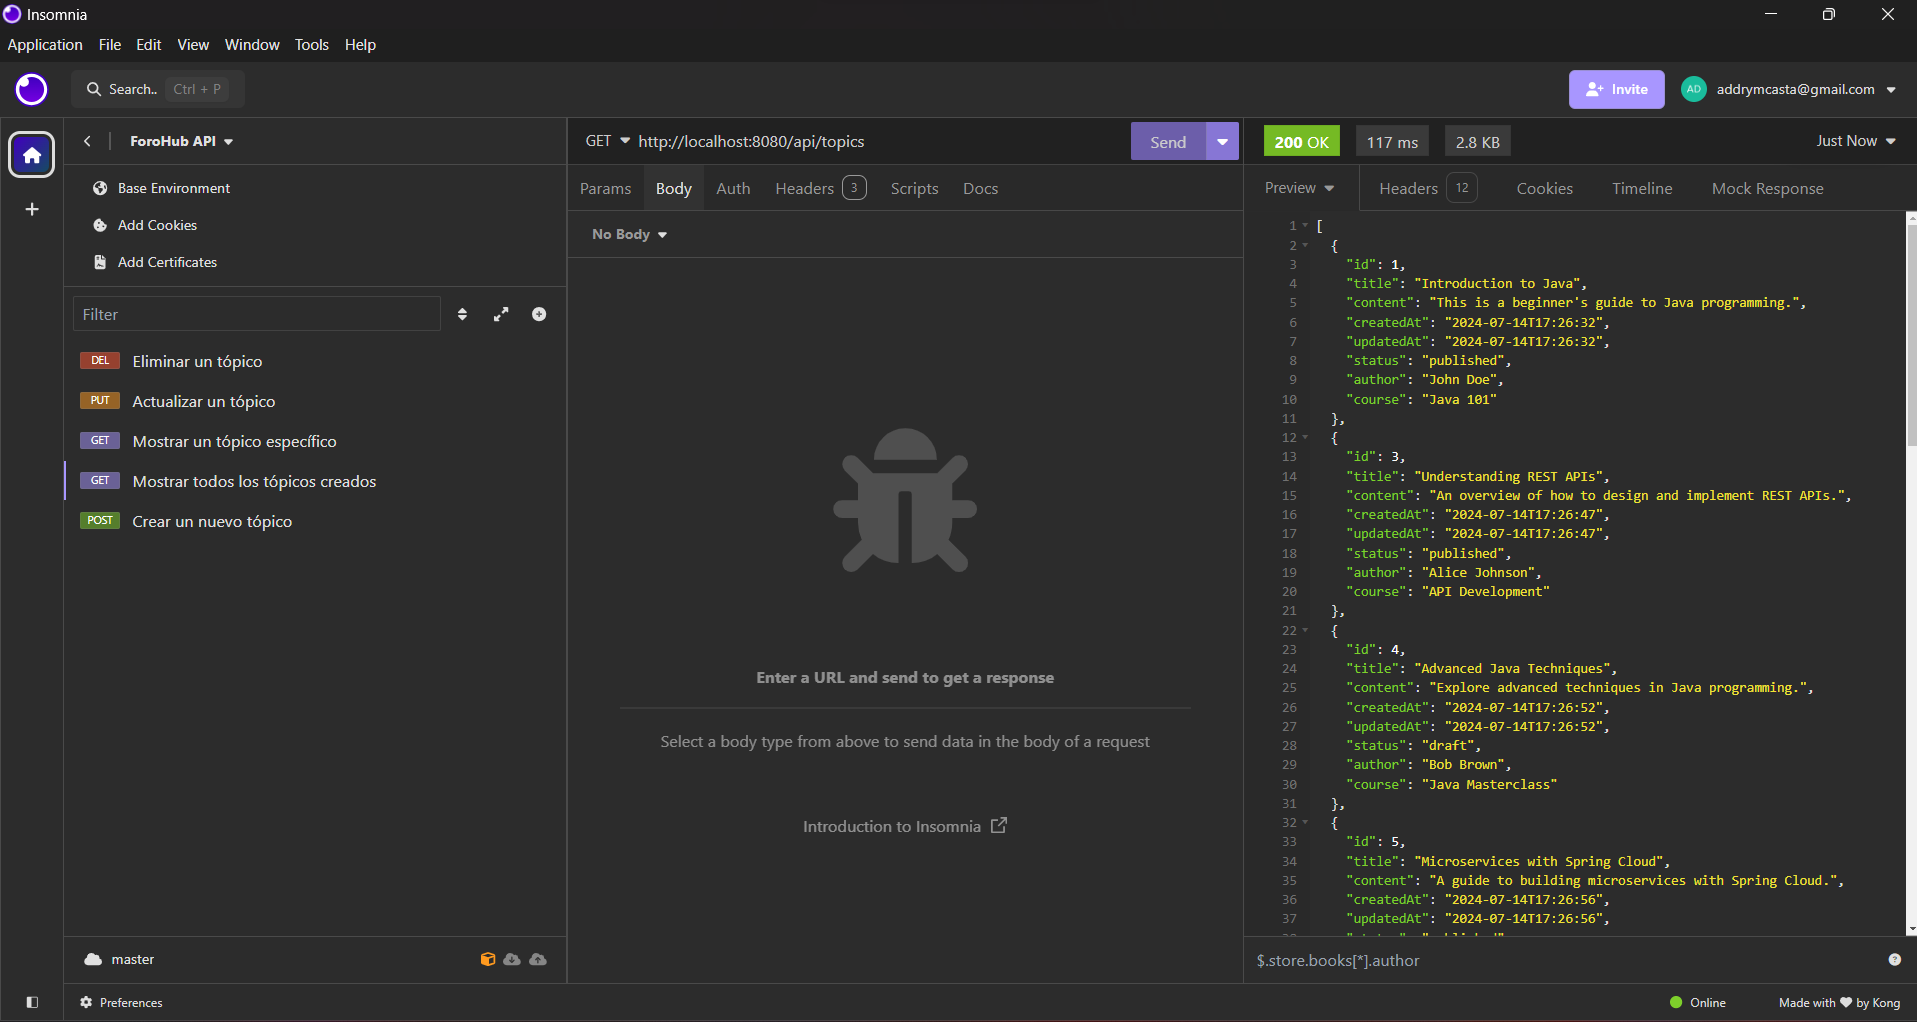 Insomnia
Application File Edit View Window Tools Help
Search.. Ctrl + P
Invite
AD addrymcasta@gmail.com
ForoHub API
Base Environment
Add Cookies
Add Certificates
Filter
DEL Eliminar un tópico
PUT Actualizar un tópico
GET Mostrar un tópico específico
GET Mostrar todos los tópicos creados
POST Crear un nuevo tópico
master
Preferences
GET http://localhost:8080/api/topics
Send
Params Body Auth Headers 3 Scripts Docs
No Body
Enter a URL and send to get a response
Select a body type from above to send data in the body of a request
Introduction to Insomnia
200 OK 117 ms 2.8 KB Just Now
Preview Headers 12 Cookies Timeline Mock Response
1 [
2 {
3 "id": 1,
4 "title": "Introduction to Java",
5 "content": "This is a beginner's guide to Java programming.",
6 "createdAt": "2024-07-14T17:26:32",
7 "updatedAt": "2024-07-14T17:26:32",
8 "status": "published",
9 "author": "John Doe",
10 "course": "Java 101"
11 },
12 {
13 "id": 3,
14 "title": "Understanding REST APIs",
15 "content": "An overview of how to design and implement REST APIs.",
16 "createdAt": "2024-07-14T17:26:47",
17 "updatedAt": "2024-07-14T17:26:47",
18 "status": "published",
19 "author": "Alice Johnson",
20 "course": "API Development"
21 },
22 {
23 "id": 4,
24 "title": "Advanced Java Techniques",
25 "content": "Explore advanced techniques in Java programming.",
26 "createdAt": "2024-07-14T17:26:52",
27 "updatedAt": "2024-07-14T17:26:52",
28 "status": "draft",
29 "author": "Bob Brown",
30 "course": "Java Masterclass"
31 },
32 {
33 "id": 5,
34 "title": "Microservices with Spring Cloud",
35 "content": "A guide to building microservices with Spring Cloud.",
36 "createdAt": "2024-07-14T17:26:56",
37 "updatedAt": "2024-07-14T17:26:56",
$.store.books[*].author
Online Made with ♥ by Kong